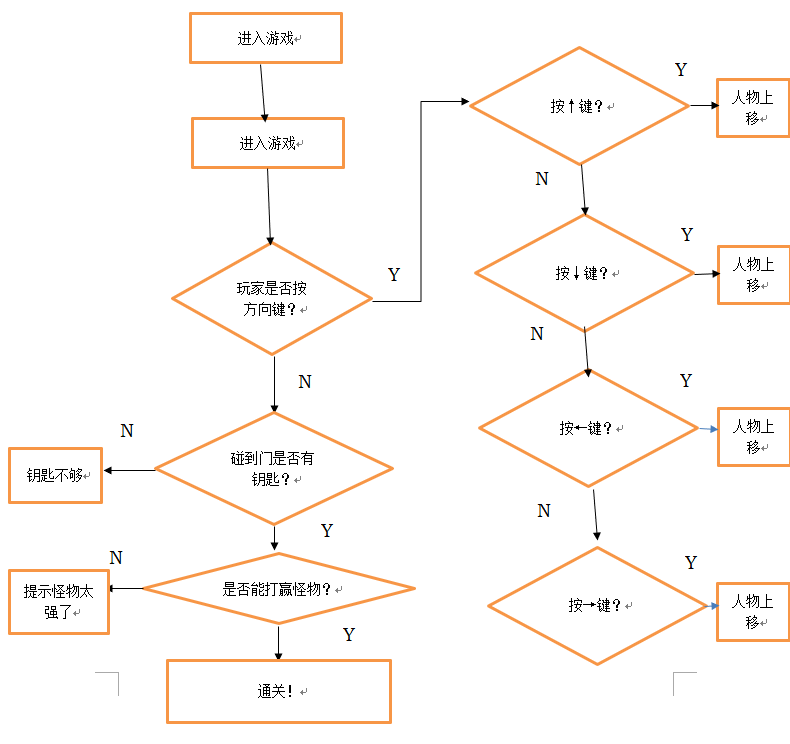 进入游戏↵
进入游戏↵
玩家是否按
方向键？↵
Y
N
碰到门是否有
钥匙？↵
N
钥匙不够↵
Y
是否能打赢怪物？↵
N
提示怪物太
强了↵
Y
通关！↵
按↑键？↵
Y
人物上
移↵
N
按↓键？↵
Y
人物上
移↵
N
按←键？↵
Y
人物上
移↵
N
按→键？↵
Y
人物上
移↵